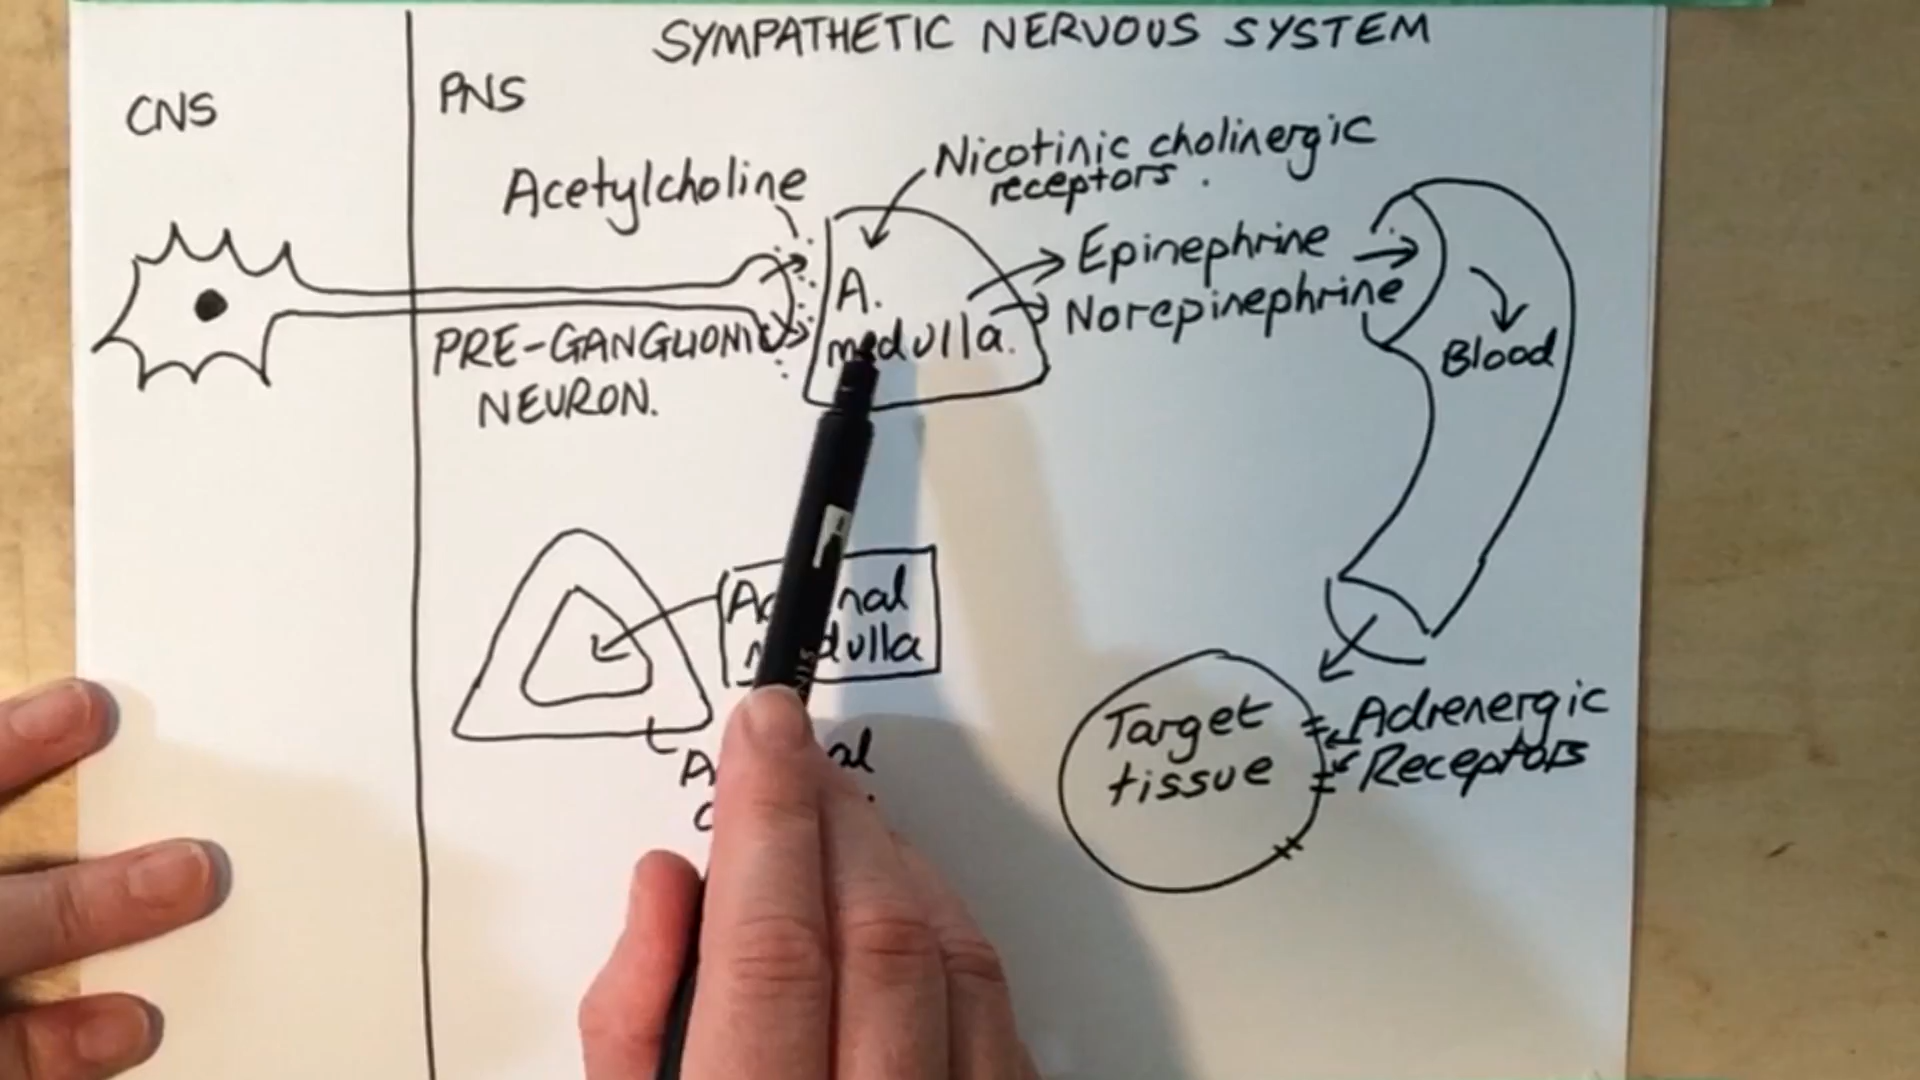 SYMPATHETIC NERVOUS SYSTEM
CNS
PNS
Nicotinic cholinergic
receptors.
Acetylcholine
Epinephrine
Norepinephrine
A.
medulla.
Blood
PRE-GANGLIONIC
NEURON.
medulla
Target
tissue
Adrenergic
Receptors